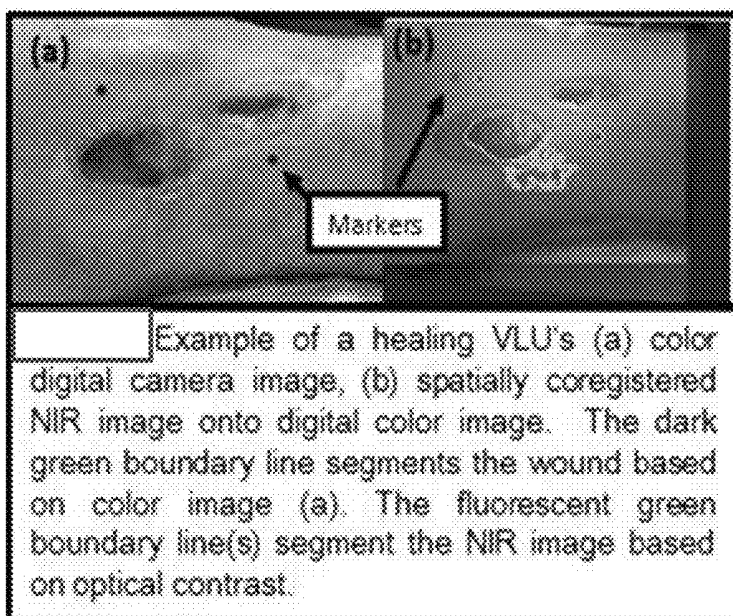 (a)
(b)
Markers
Example of a healing VLU's (a) color
digital camera image, (b) spatially coregistered
NIR image onto digital color image. The dark
green boundary line segments the wound based
on color image (a). The fluorescent green
boundary line(s) segment the NIR image based
on optical contrast.